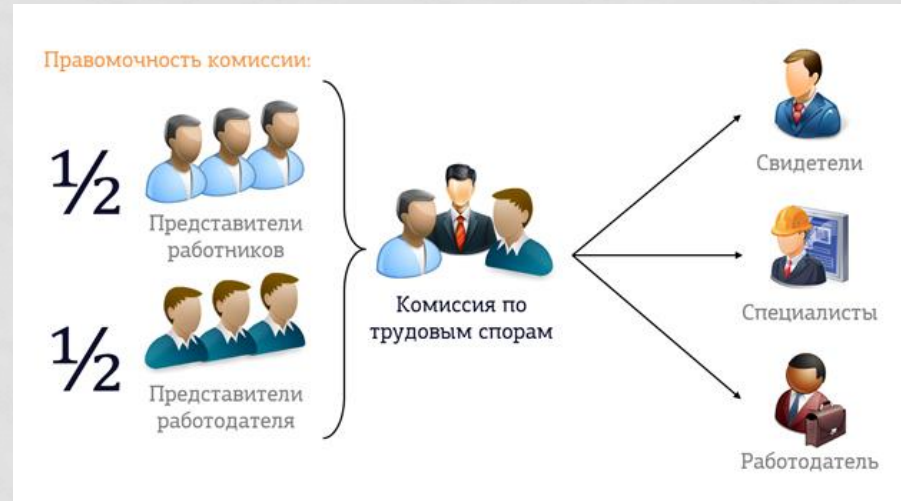 Правомочность комиссии:
½
Представители
работников
½
Представители
работодателя
Комиссия по
трудовым спорам
Свидетели
Специалисты
Работодатель